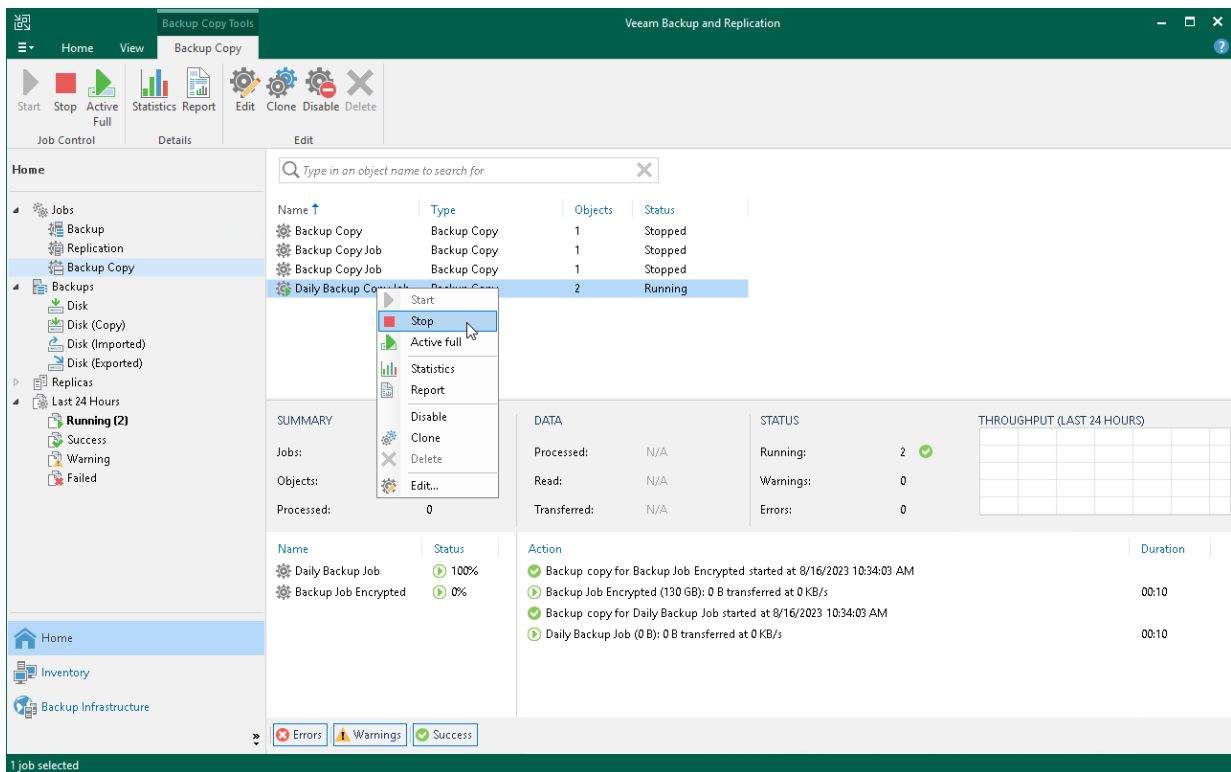 Backup Copy Tools
Veeam Backup and Replication
Home View Backup Copy
Start Stop Active Full Statistics Report Edit Clone Disable Delete
Job Control Details Edit
Home
Type in an object name to search for
Jobs
Backup
Replication
Backup Copy
Backups
Disk
Disk (Copy)
Disk (Imported)
Disk (Exported)
Replicas
Last 24 Hours
Running (2)
Success
Warning
Failed
Name Type Objects Status
Backup Copy Backup Copy 1 Stopped
Backup Copy Job Backup Copy 1 Stopped
Backup Copy Job Backup Copy 1 Stopped
Daily Backup Copy Job Backup Copy 2 Running
Start
Stop
Active full
Statistics
Report
Disable
Clone
Delete
Edit...
SUMMARY DATA STATUS THROUGHPUT (LAST 24 HOURS)
Jobs: Processed: N/A Running: 2
Objects: Read: N/A Warnings: 0
Processed: 0 Transferred: N/A Errors: 0
Name Status Action Duration
Daily Backup Job 100% Backup copy for Backup Job Encrypted started at 8/16/2023 10:34:03 AM
Backup Job Encrypted 0% Backup Job Encrypted (130 GB): 0 B transferred at 0 KB/s 00:10
Backup copy for Daily Backup Job started at 8/16/2023 10:34:03 AM
Daily Backup Job (0 B): 0 B transferred at 0 KB/s 00:10
Home
Inventory
Backup Infrastructure
Errors Warnings Success
1 job selected